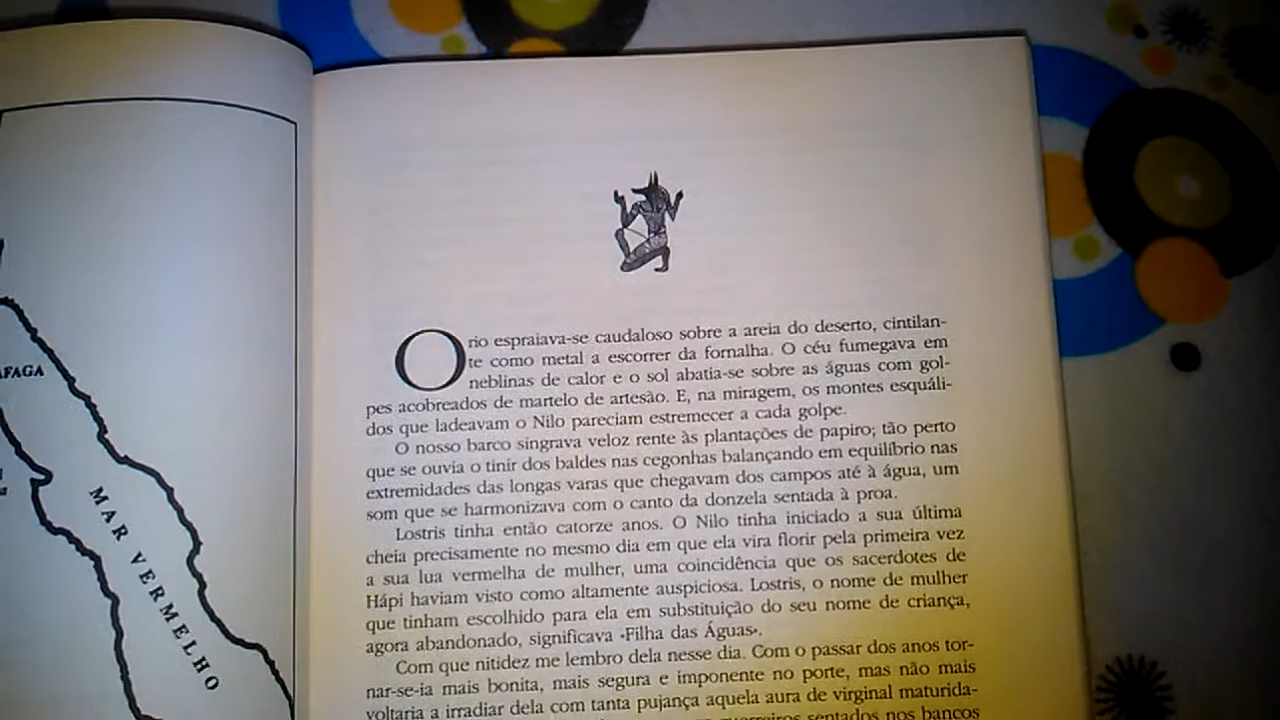 AFAGA
MAR VERMELHO
O rio espraiava-se caudaloso sobre a areia do deserto, cintilan-
te como metal a escorrer da fornalha. O céu fumegava em
neblinas de calor e o sol abatia-se sobre as águas com gol-
pes acobreados de martelo de artesão. E, na miragem, os montes esquáli-
dos que ladeavam o Nilo pareciam estremecer a cada golpe.
O nosso barco singrava veloz rente às plantações de papiro; tão perto
que se ouvia o tinir dos baldes nas cegonhas balançando em equilíbrio nas
extremidades das longas varas que chegavam dos campos até à água, um
som que se harmonizava com o canto da donzela sentada à proa.
Lostris tinha então catorze anos. O Nilo tinha iniciado a sua última
cheia precisamente no mesmo dia em que ela vira florir pela primeira vez
a sua lua vermelha de mulher, uma coincidência que os sacerdotes de
Hápi haviam visto como altamente auspiciosa. Lostris, o nome de mulher
que tinham escolhido para ela em substituição do seu nome de criança,
agora abandonado, significava «Filha das Águas».
Com que nitidez me lembro dela nesse dia. Com o passar dos anos tor-
nar-se-ia mais bonita, mais segura e imponente no porte, mas não mais
voltaria a irradiar dela com tanta pujança aquela aura de virginal maturida-
sentados nos bancos